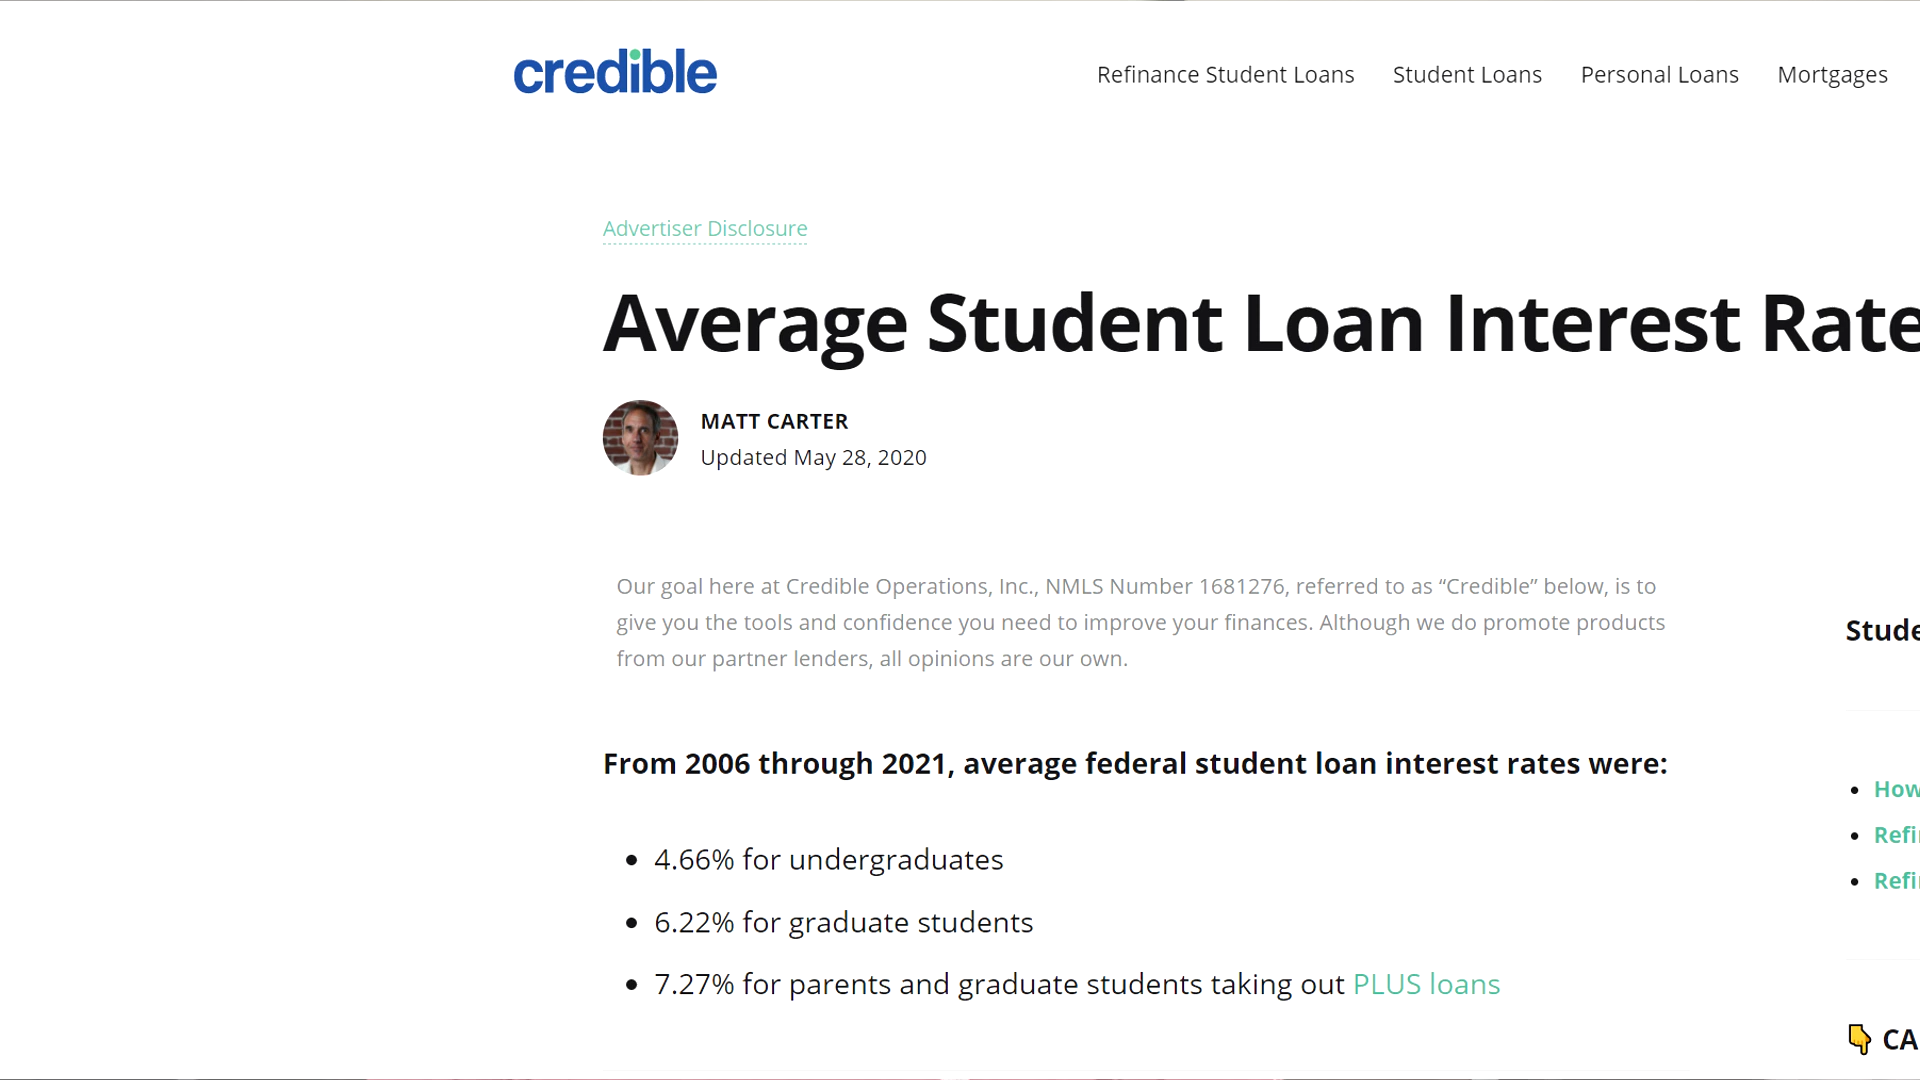 credible
Refinance Student Loans Student Loans Personal Loans Mortgages
Advertiser Disclosure
Average Student Loan Interest Rate
MATT CARTER
Updated May 28, 2020
Our goal here at Credible Operations, Inc., NMLS Number 1681276, referred to as “Credible” below, is to
give you the tools and confidence you need to improve your finances. Although we do promote products
from our partner lenders, all opinions are our own.
From 2006 through 2021, average federal student loan interest rates were:
• 4.66% for undergraduates
• 6.22% for graduate students
• 7.27% for parents and graduate students taking out PLUS loans
Stude
• How
• Refi
• Refi
👇 CA